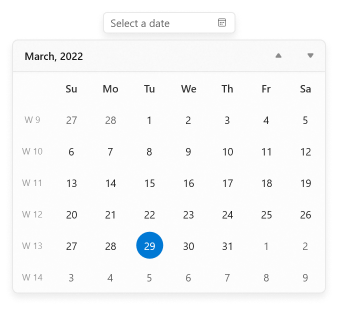 Select a date
March, 2022
Su Mo Tu We Th Fr Sa
W 9 27 28 1 2 3 4 5
W 10 6 7 8 9 10 11 12
W 11 13 14 15 16 17 18 19
W 12 20 21 22 23 24 25 26
W 13 27 28 29 30 31 1 2
W 14 3 4 5 6 7 8 9